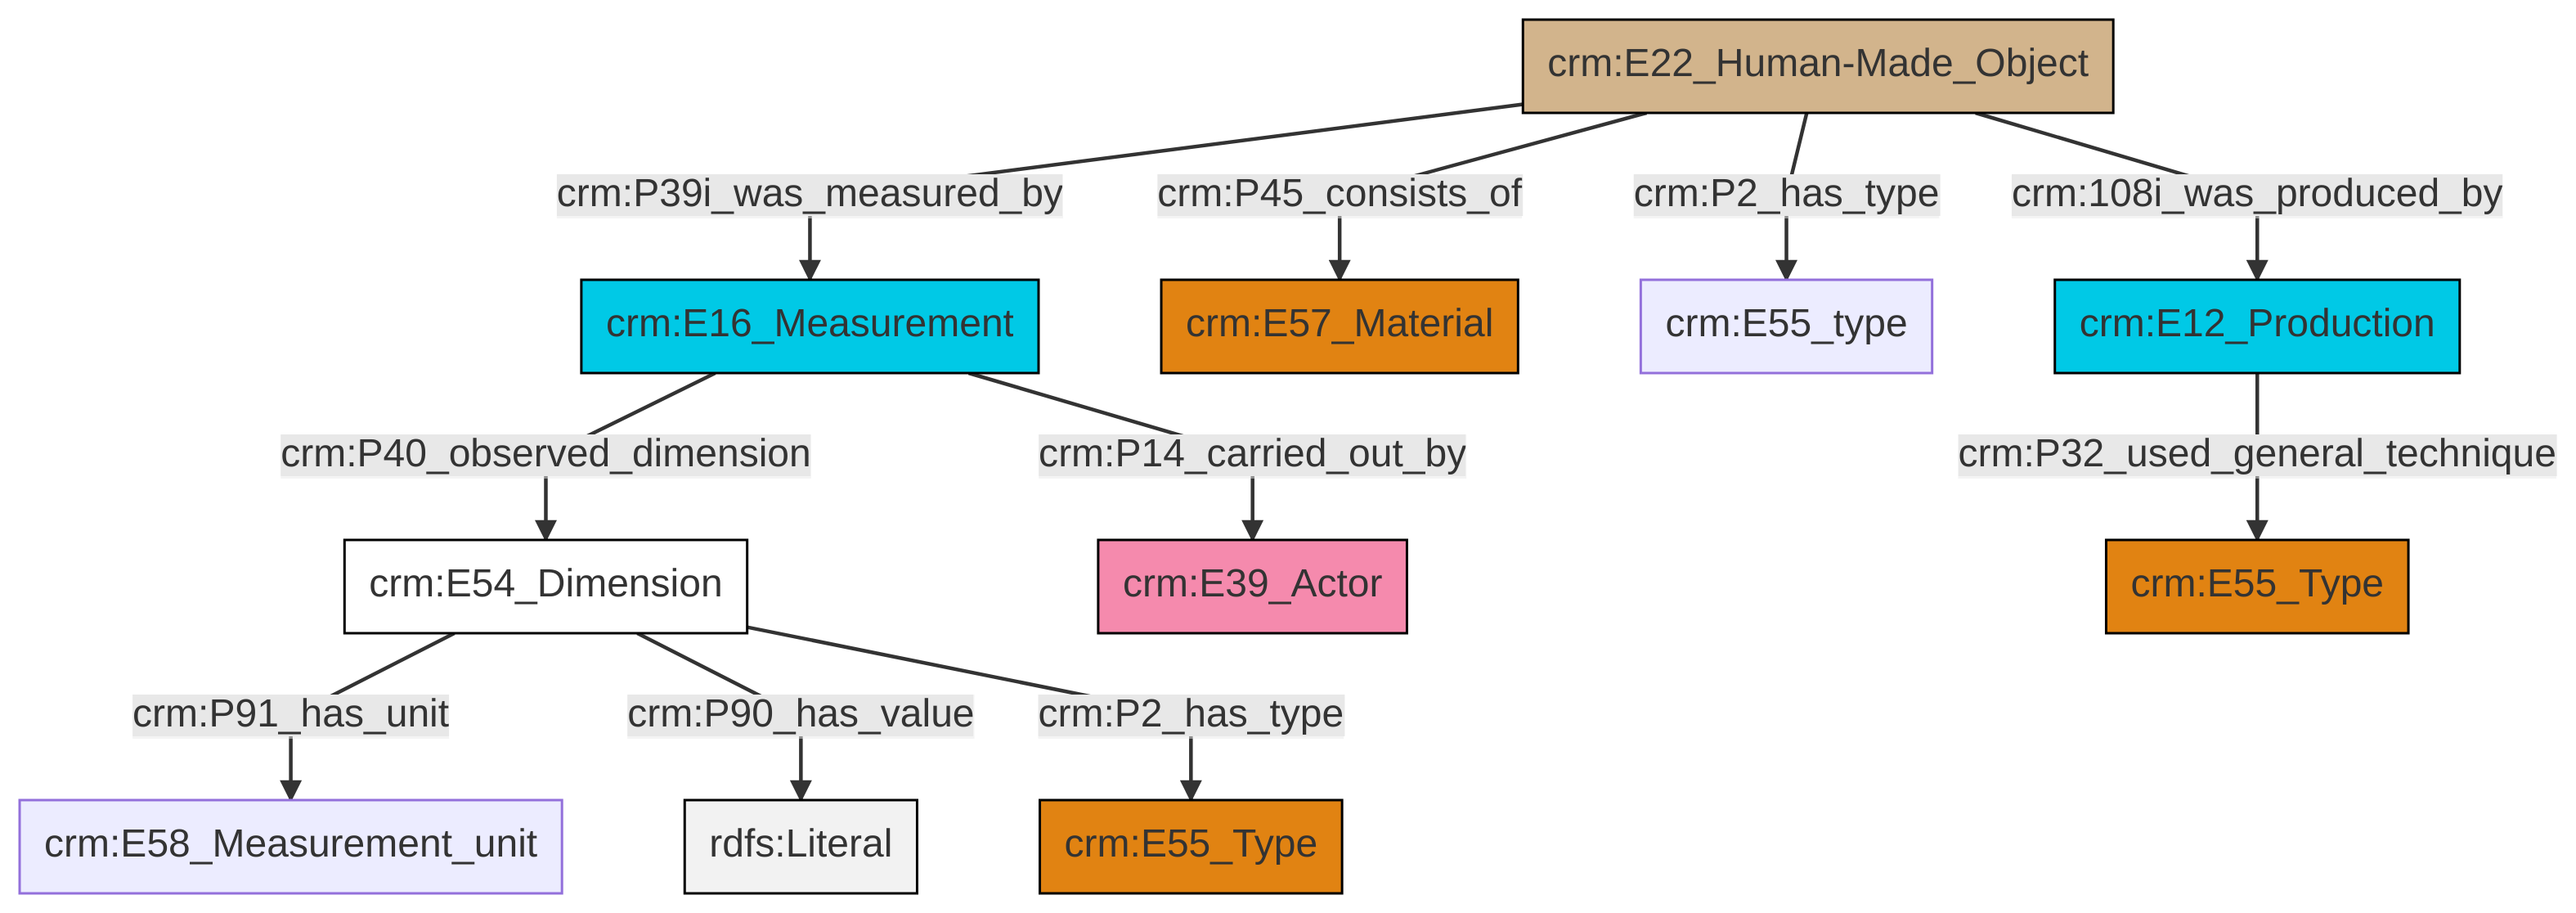 crm:E22_Human-Made_Object
crm:P39i_was_measured_by
crm:P45_consists_of
crm:P2_has_type
crm:108i_was_produced_by
crm:E16_Measurement
crm:E57_Material
crm:E55_type
crm:E12_Production
crm:P40_observed_dimension
crm:P14_carried_out_by
crm:P32_used_general_technique
crm:E54_Dimension
crm:E39_Actor
crm:E55_Type
crm:P91_has_unit
crm:P90_has_value
crm:P2_has_type
crm:E58_Measurement_unit
rdfs:Literal
crm:E55_Type